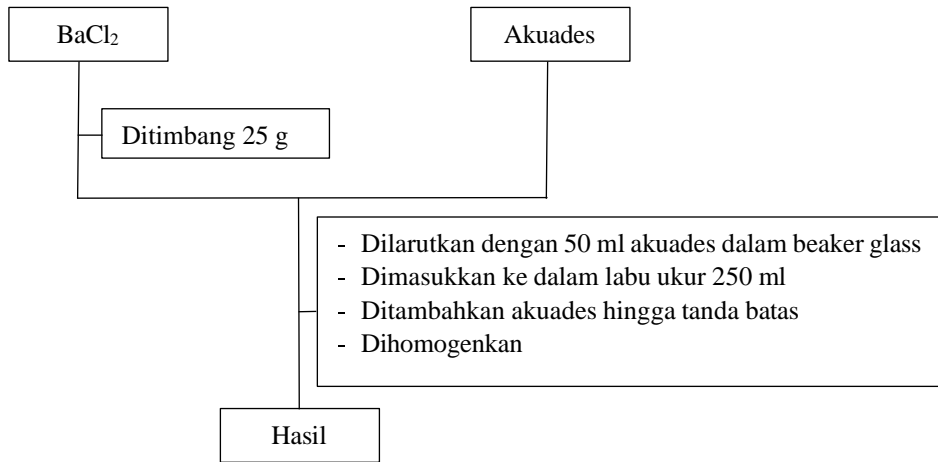 BaCl₂
Akuades
Ditimbang 25 g
- Dilarutkan dengan 50 ml akuades dalam beaker glass
- Dimasukkan ke dalam labu ukur 250 ml
- Ditambahkan akuades hingga tanda batas
- Dihomogenkan
Hasil